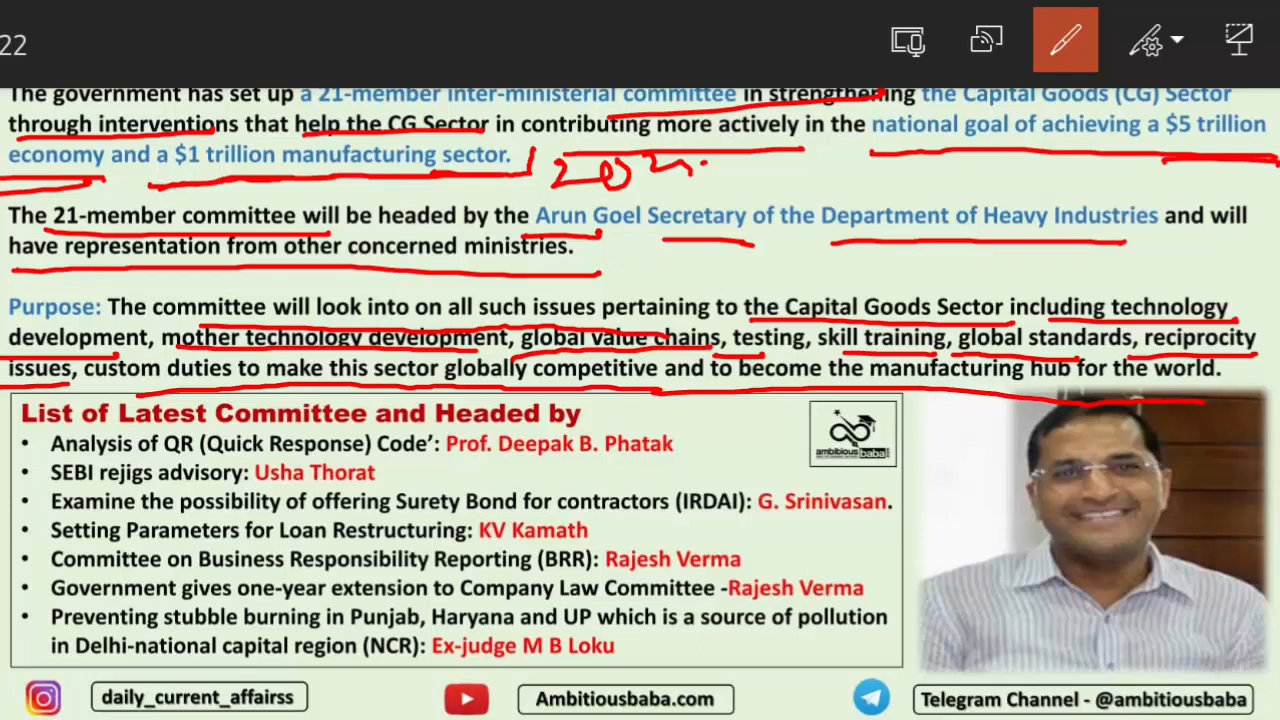 22
The government has set up a 21-member inter-ministerial committee in strengthening the Capital Goods (CG) Sector
through interventions that help the CG Sector in contributing more actively in the national goal of achieving a $5 trillion
economy and a $1 trillion manufacturing sector.
The 21-member committee will be headed by the Arun Goel Secretary of the Department of Heavy Industries and will
have representation from other concerned ministries.
Purpose: The committee will look into on all such issues pertaining to the Capital Goods Sector including technology
development, mother technology development, global value chains, testing, skill training, global standards, reciprocity
issues, custom duties to make this sector globally competitive and to become the manufacturing hub for the world.
List of Latest Committee and Headed by
ambitious baba
• Analysis of QR (Quick Response) Code’: Prof. Deepak B. Phatak
• SEBI rejigs advisory: Usha Thorat
• Examine the possibility of offering Surety Bond for contractors (IRDAI): G. Srinivasan.
• Setting Parameters for Loan Restructuring: KV Kamath
• Committee on Business Responsibility Reporting (BRR): Rajesh Verma
• Government gives one-year extension to Company Law Committee -Rajesh Verma
• Preventing stubble burning in Punjab, Haryana and UP which is a source of pollution
in Delhi-national capital region (NCR): Ex-judge M B Loku
daily_current_affairss
Ambitiousbaba.com
Telegram Channel - @ambitiousbaba